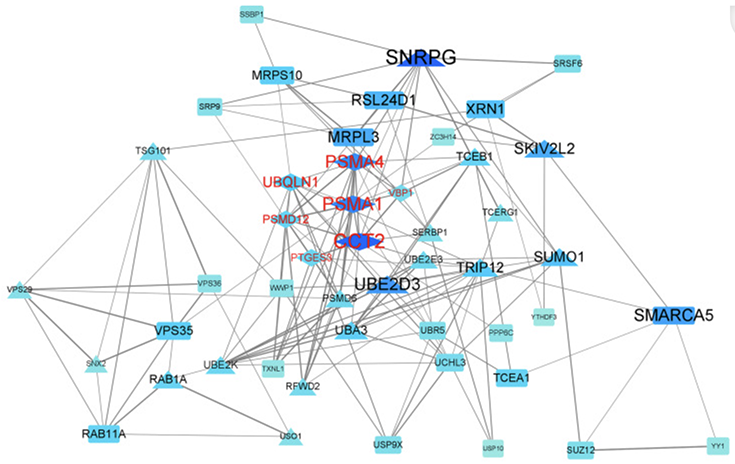 SSBP1
SNRPG
SRSF6
MRPS10
RSL24D1
SRP9
XRN1
MRPL3
ZC3H14
SKIV2L2
TSG101
PSMA4
TCEB1
UBQLN1
VBP1
PSMA1
PSMD12
TCERG1
SERBP1
CCT2
PTGES3
UBE2E3
TRIP12
SUMO1
VPS29
VPS36
WWP1
UBE2D3
PSMD5
SMARCA5
YTHDF3
VPS35
UBA3
UBR5
PPP6C
SNX2
UBE2K
TXNL1
UCHL3
RAB1A
RFWD2
TCEA1
RAB11A
USO1
USP9X
USP10
SUZ12
YY1